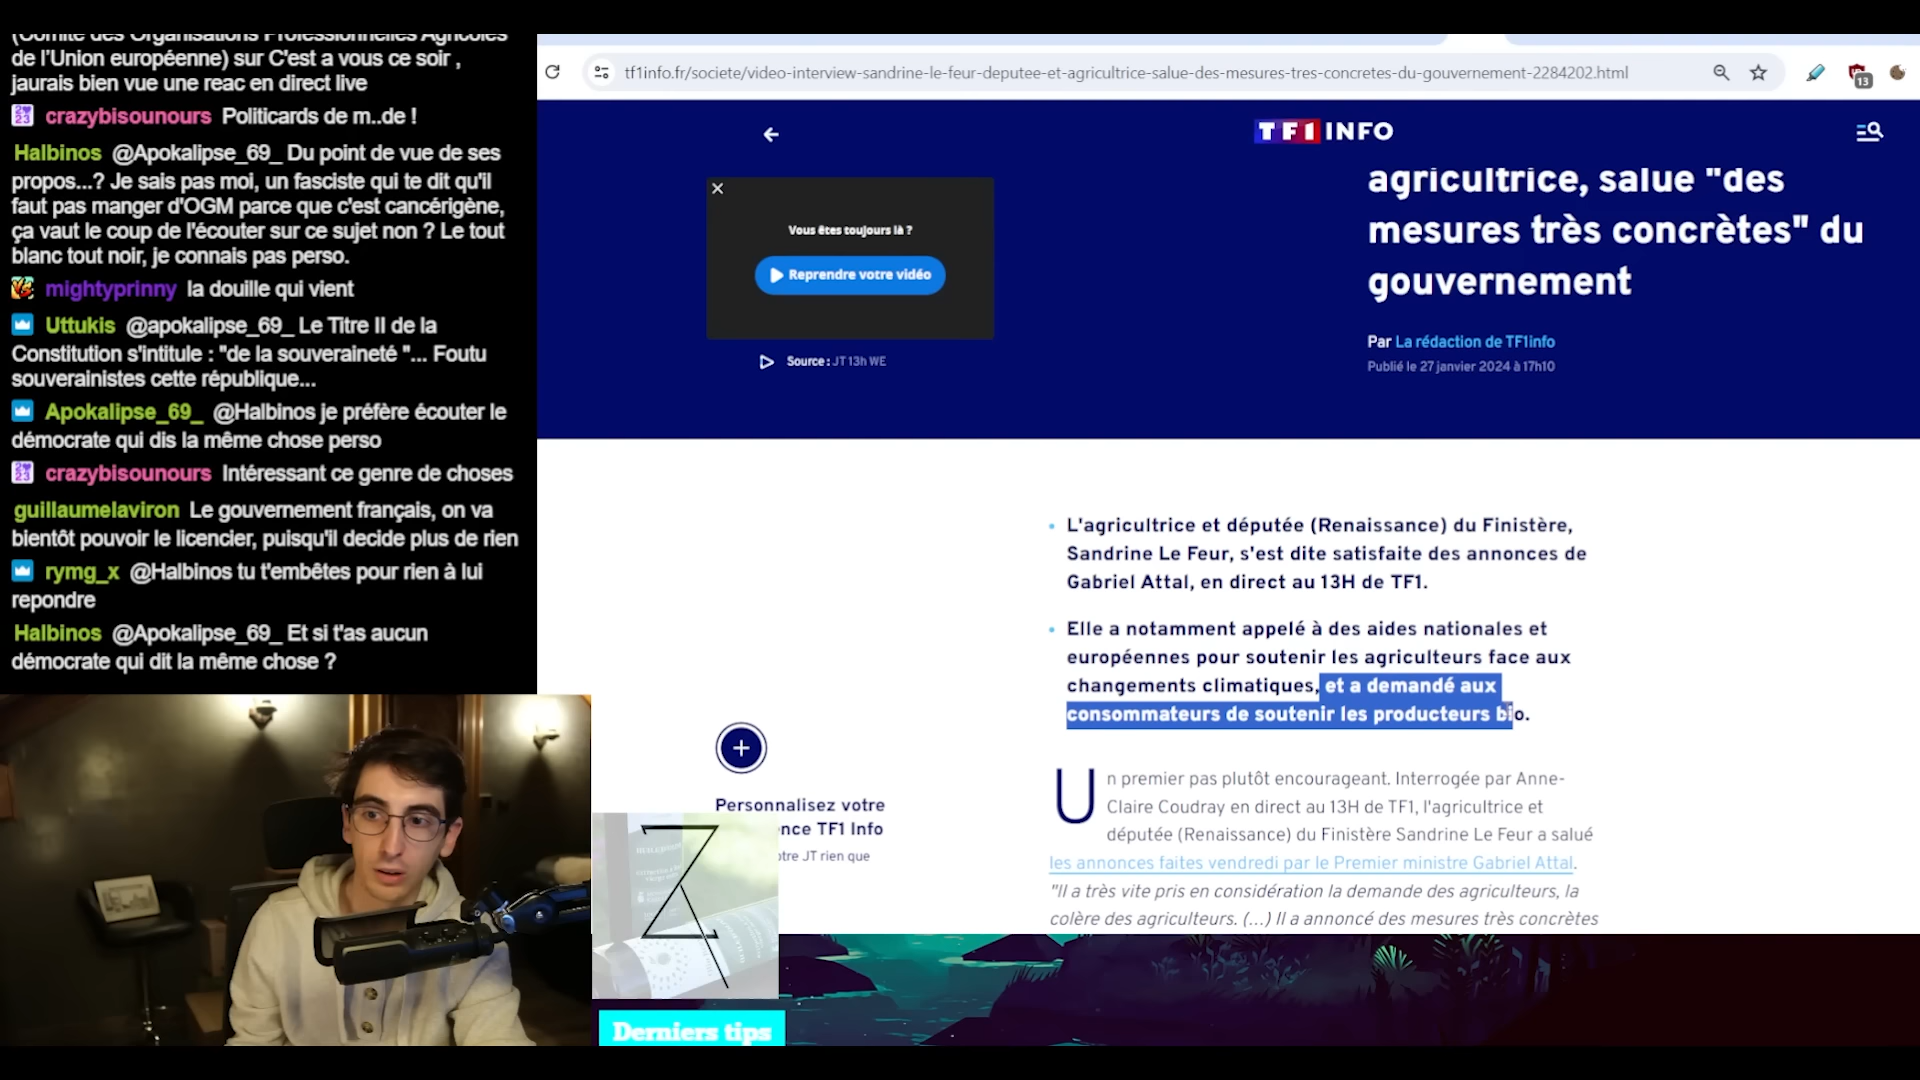 (Comité des Organisations Professionnelles Agricoles
de l'Union européenne) sur C'est a vous ce soir ,
jaurais bien vue une reac en direct live
crazybisounours Politicards de m..de !
Halbinos @Apokalipse_69_ Du point de vue de ses
propos...? Je sais pas moi, un fasciste qui te dit qu'il
faut pas manger d'OGM parce que c'est cancérigène,
ça vaut le coup de l'écouter sur ce sujet non ? Le tout
blanc tout noir, je connais pas perso.
mightyprinny la douille qui vient
Uttukis @apokalipse_69_ Le Titre II de la
Constitution s'intitule : "de la souveraineté "... Foutu
souverainistes cette république...
Apokalipse_69_ @Halbinos je préfère écouter le
démocrate qui dis la même chose perso
crazybisounours Intéressant ce genre de choses
guillaumelaviron Le gouvernement français, on va
bientôt pouvoir le licencier, puisqu'il decide plus de rien
rymg_x @Halbinos tu t'embêtes pour rien à lui
repondre
Halbinos @Apokalipse_69_ Et si t'as aucun
démocrate qui dit la même chose ?
tf1info.fr/societe/video-interview-sandrine-le-feur-deputee-et-agricultrice-salue-des-mesures-tres-concretes-du-gouvernement-2284202.html
13
TF1 INFO
Vous êtes toujours là ?
Reprendre votre vidéo
Source : JT 13h WE
agricultrice, salue "des
mesures très concrètes" du
gouvernement
Par La rédaction de TF1info
Publié le 27 janvier 2024 à 17h10
L'agricultrice et députée (Renaissance) du Finistère,
Sandrine Le Feur, s'est dite satisfaite des annonces de
Gabriel Attal, en direct au 13H de TF1.
Elle a notamment appelé à des aides nationales et
européennes pour soutenir les agriculteurs face aux
changements climatiques, et a demandé aux
consommateurs de soutenir les producteurs bio.
Un premier pas plutôt encourageant. Interrogée par Anne-
Claire Coudray en direct au 13H de TF1, l'agricultrice et
députée (Renaissance) du Finistère Sandrine Le Feur a salué
les annonces faites vendredi par le Premier ministre Gabriel Attal.
"Il a très vite pris en considération la demande des agriculteurs, la
colère des agriculteurs. (...) Il a annoncé des mesures très concrètes
Personnalisez votre
nce TF1 Info
otre JT rien que
Derniers tips